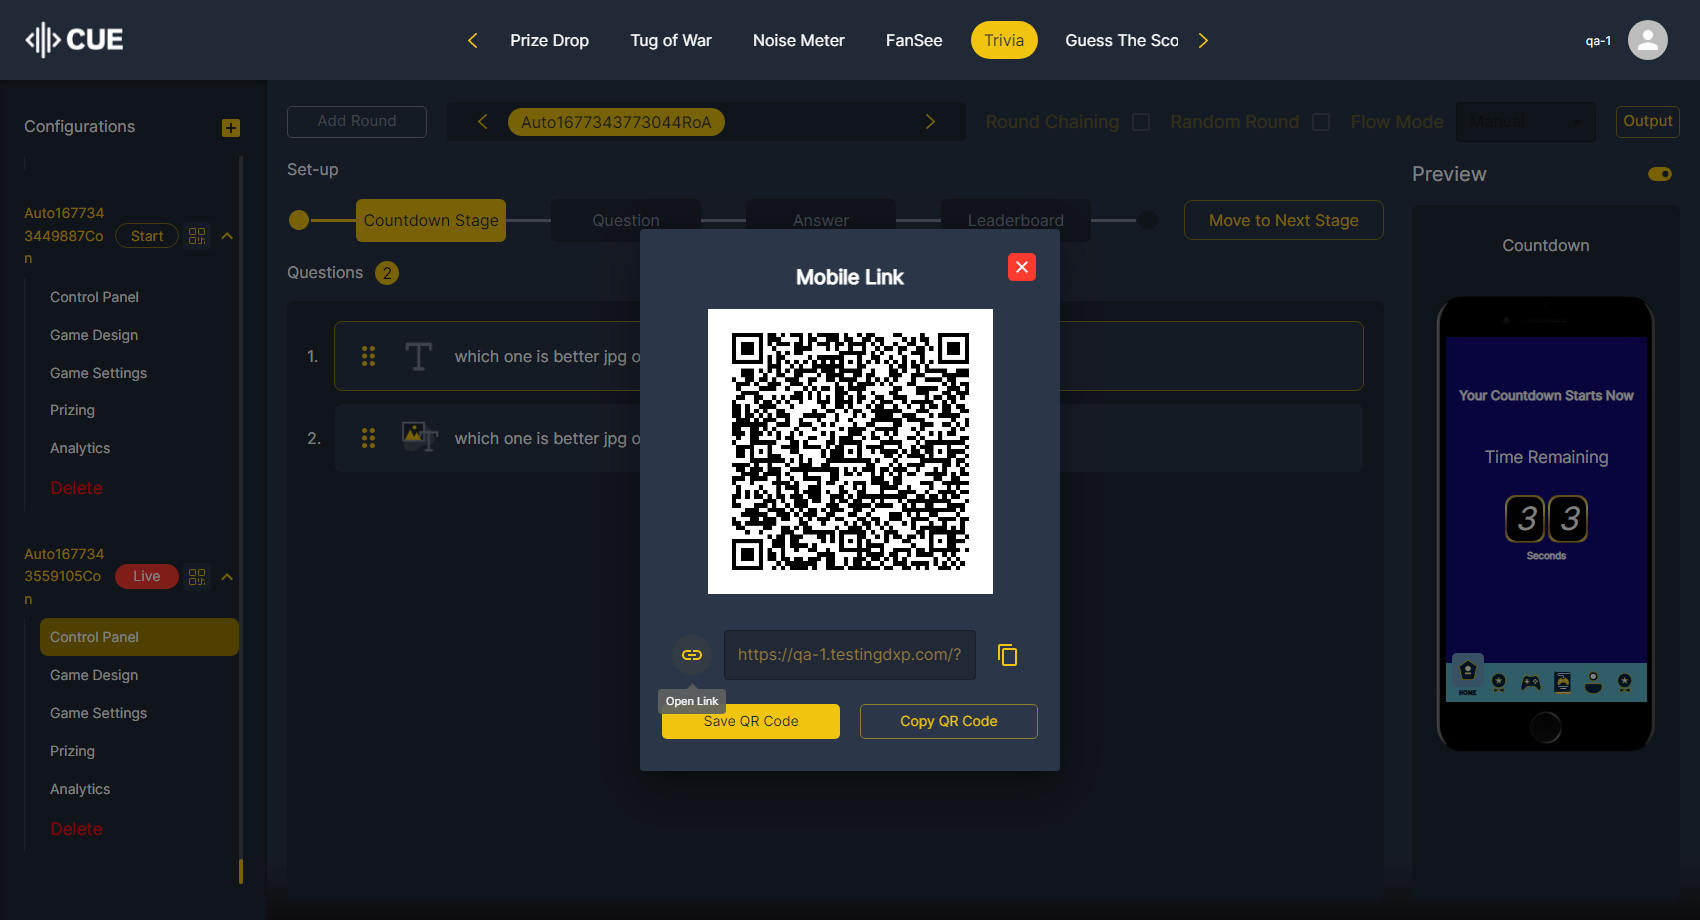 CUE
Prize Drop
Tug of War
Noise Meter
FanSee
Trivia
Guess The Sco
qa-1
Configurations
Add Round
Auto1677343773044RoA
Round Chaining
Random Round
Flow Mode
Manual
Output
Set-up
Preview
Auto167734
3449887Co
n
Start
Countdown Stage
Question
Answer
Leaderboard
Move to Next Stage
Countdown
Questions 2
Mobile Link
Control Panel
Game Design
Game Settings
Prizing
Analytics
Delete
1.
which one is better jpg o
2.
which one is better jpg o
Your Countdown Starts Now
Time Remaining
3 3
Seconds
HOME
Auto167734
3559105Co
n
Live
Control Panel
Game Design
Game Settings
Prizing
Analytics
Delete
https://qa-1.testingdxp.com/?
Open Link
Save QR Code
Copy QR Code